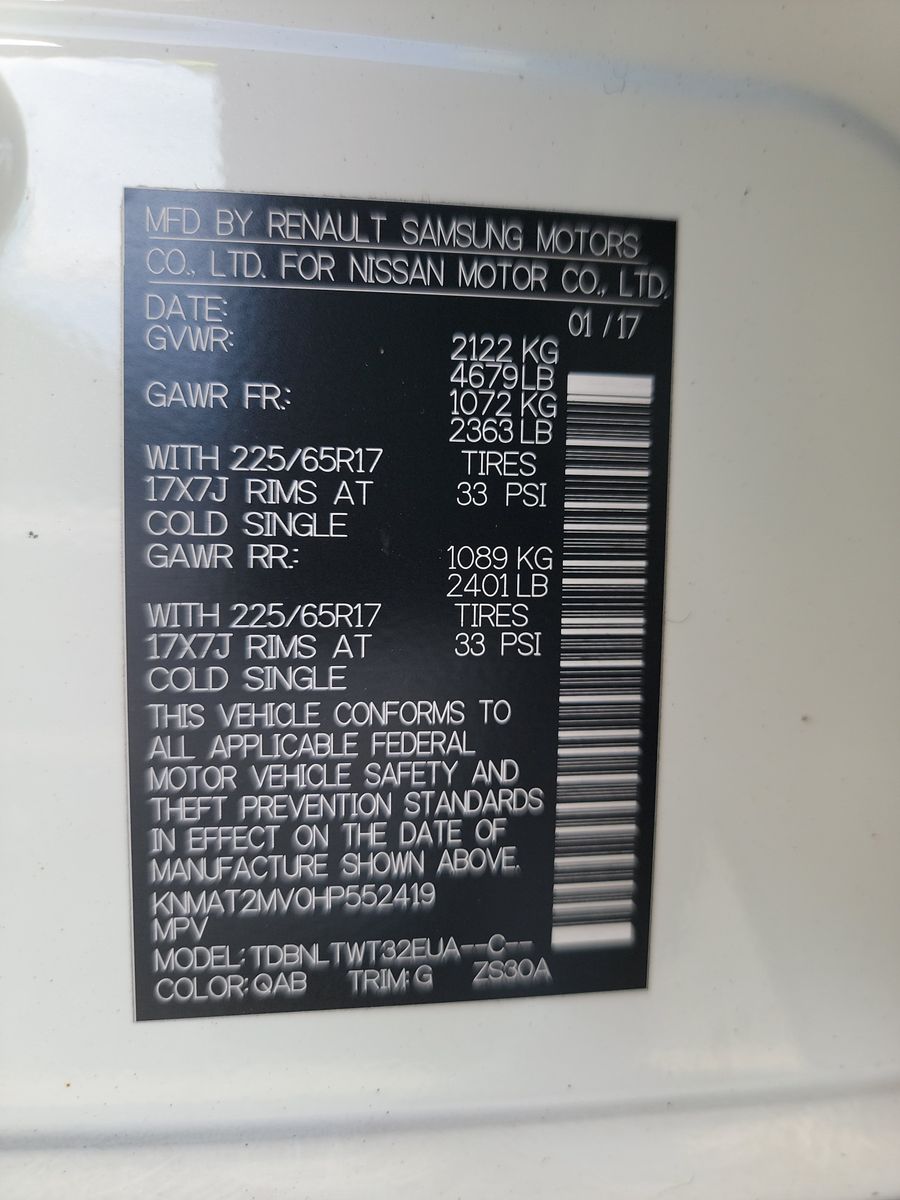 MFD BY RENAULT SAMSUNG MOTORS
CO., LTD. FOR NISSAN MOTOR CO., LTD.
DATE: 01 / 17
GVWR: 2122 KG
4679 LB
GAWR FR.: 1072 KG
2363 LB
WITH 225/65R17 TIRES
17X7J RIMS AT 33 PSI
COLD SINGLE
GAWR RR.: 1089 KG
2401 LB
WITH 225/65R17 TIRES
17X7J RIMS AT 33 PSI
COLD SINGLE
THIS VEHICLE CONFORMS TO
ALL APPLICABLE FEDERAL
MOTOR VEHICLE SAFETY AND
THEFT PREVENTION STANDARDS
IN EFFECT ON THE DATE OF
MANUFACTURE SHOWN ABOVE.
KNMAT2MV0HP552419
MPV
MODEL: TDBNLTWT32EUA--C--
COLOR: QAB TRIM: G ZS30A